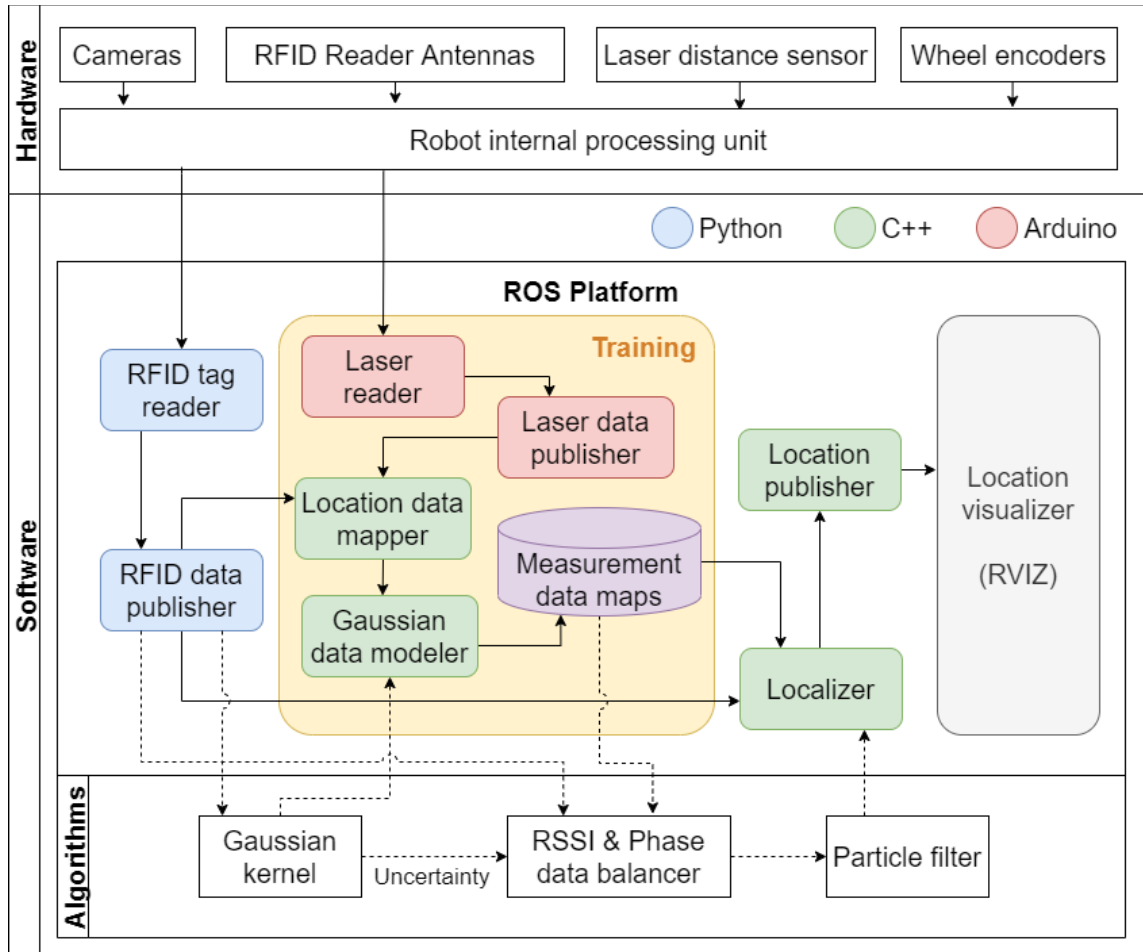 Hardware
Cameras
RFID Reader Antennas
Laser distance sensor
Wheel encoders
Robot internal processing unit
Software
Python
C++
Arduino
ROS Platform
Training
RFID tag
reader
Laser
reader
Laser data
publisher
Location
publisher
Location
visualizer
(RVIZ)
Location data
mapper
Measurement
data maps
RFID data
publisher
Gaussian
data modeler
Localizer
Algorithms
Gaussian
kernel
Uncertainty
RSSI & Phase
data balancer
Particle filter